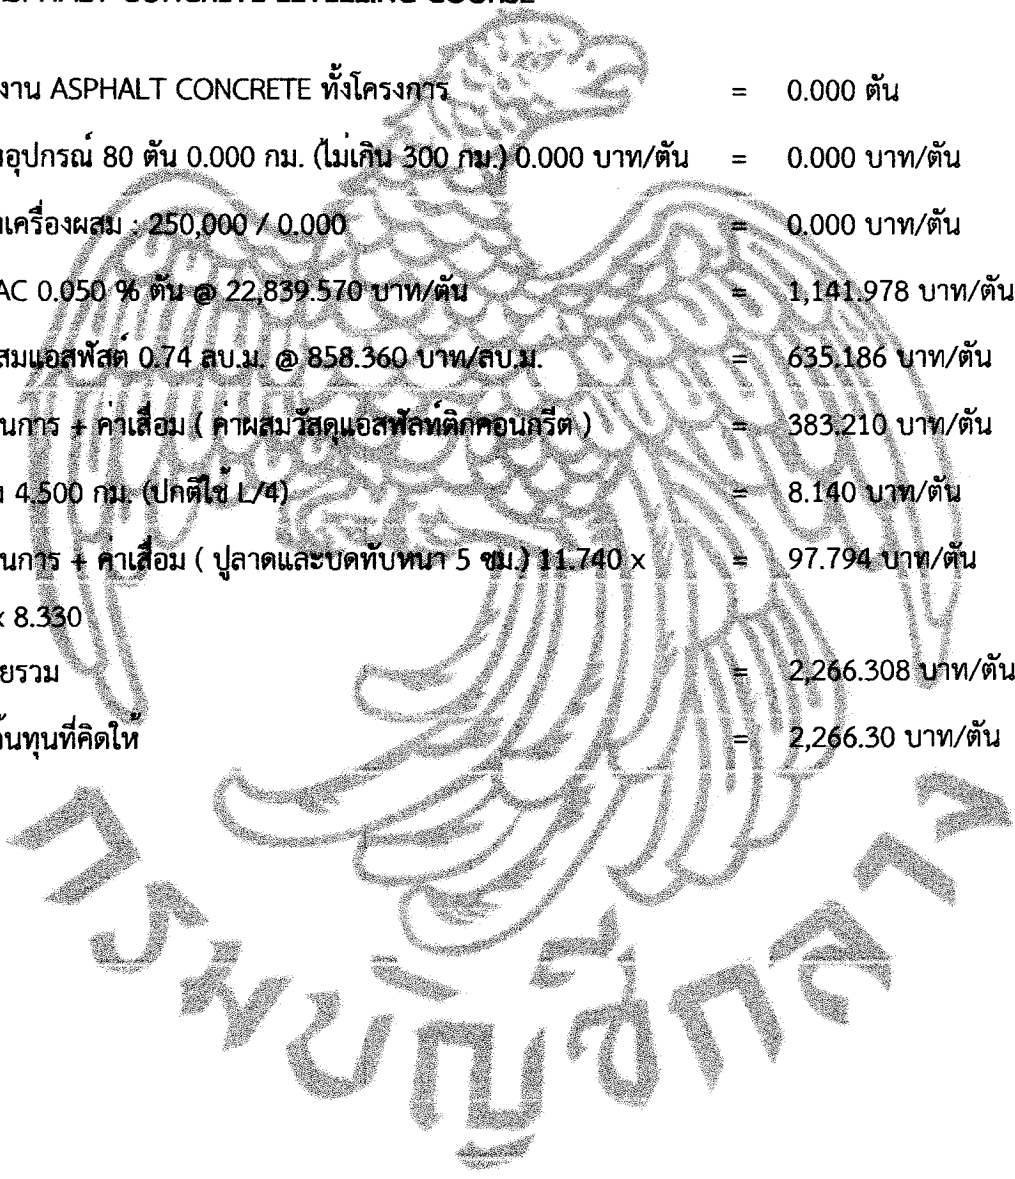 ASPHALT CONCRETE LEVELLING COURSE
งาน ASPHALT CONCRETE ทั้งโครงการ = 0.000 ตัน
อุปกรณ์ 80 ตัน 0.000 กม. (ไม่เกิน 300 กม.) 0.000 บาท/ตัน = 0.000 บาท/ตัน
เครื่องผสม : 250,000 / 0.000 = 0.000 บาท/ตัน
AC 0.050 % ตัน @ 22,839.570 บาท/ตัน = 1,141.978 บาท/ตัน
สมแอสฟัสต์ 0.74 ลบ.ม. @ 858.360 บาท/ลบ.ม. = 635.186 บาท/ตัน
นการ + ค่าเสื่อม ( ค่าผสมวัสดุแอสฟัลท์ติกคอนกรีต ) = 383.210 บาท/ตัน
4.500 กม. (ปกติใช้ L/4) = 8.140 บาท/ตัน
นการ + ค่าเสื่อม ( ปูลาดและบดทับหนา 5 ซม.) 11.740 x = 97.794 บาท/ตัน
x 8.330
ยรวม = 2,266.308 บาท/ตัน
ันทุนที่คิดให้ = 2,266.30 บาท/ตัน
กรมบัญชีกลาง